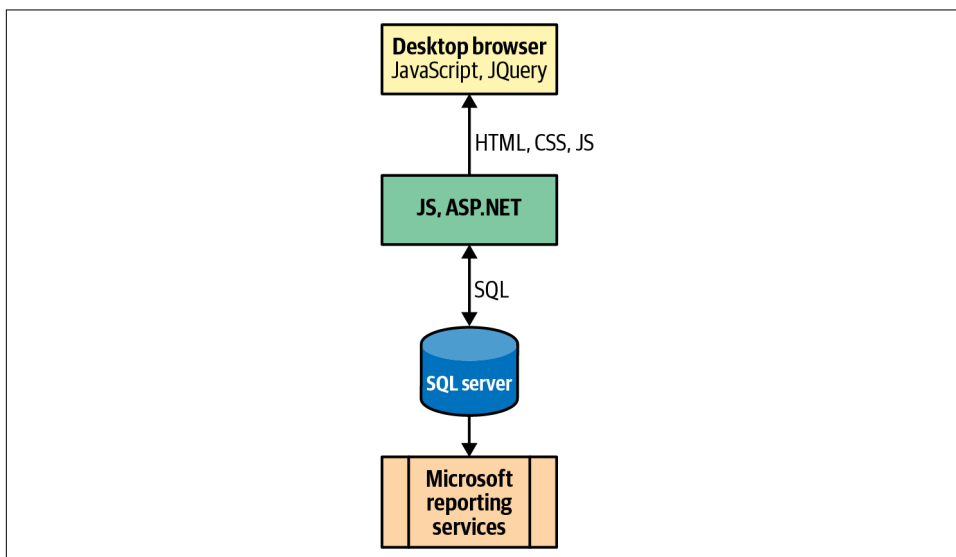 Desktop browser
JavaScript, JQuery
HTML, CSS, JS
JS, ASP.NET
SQL
SQL server
Microsoft
reporting
services